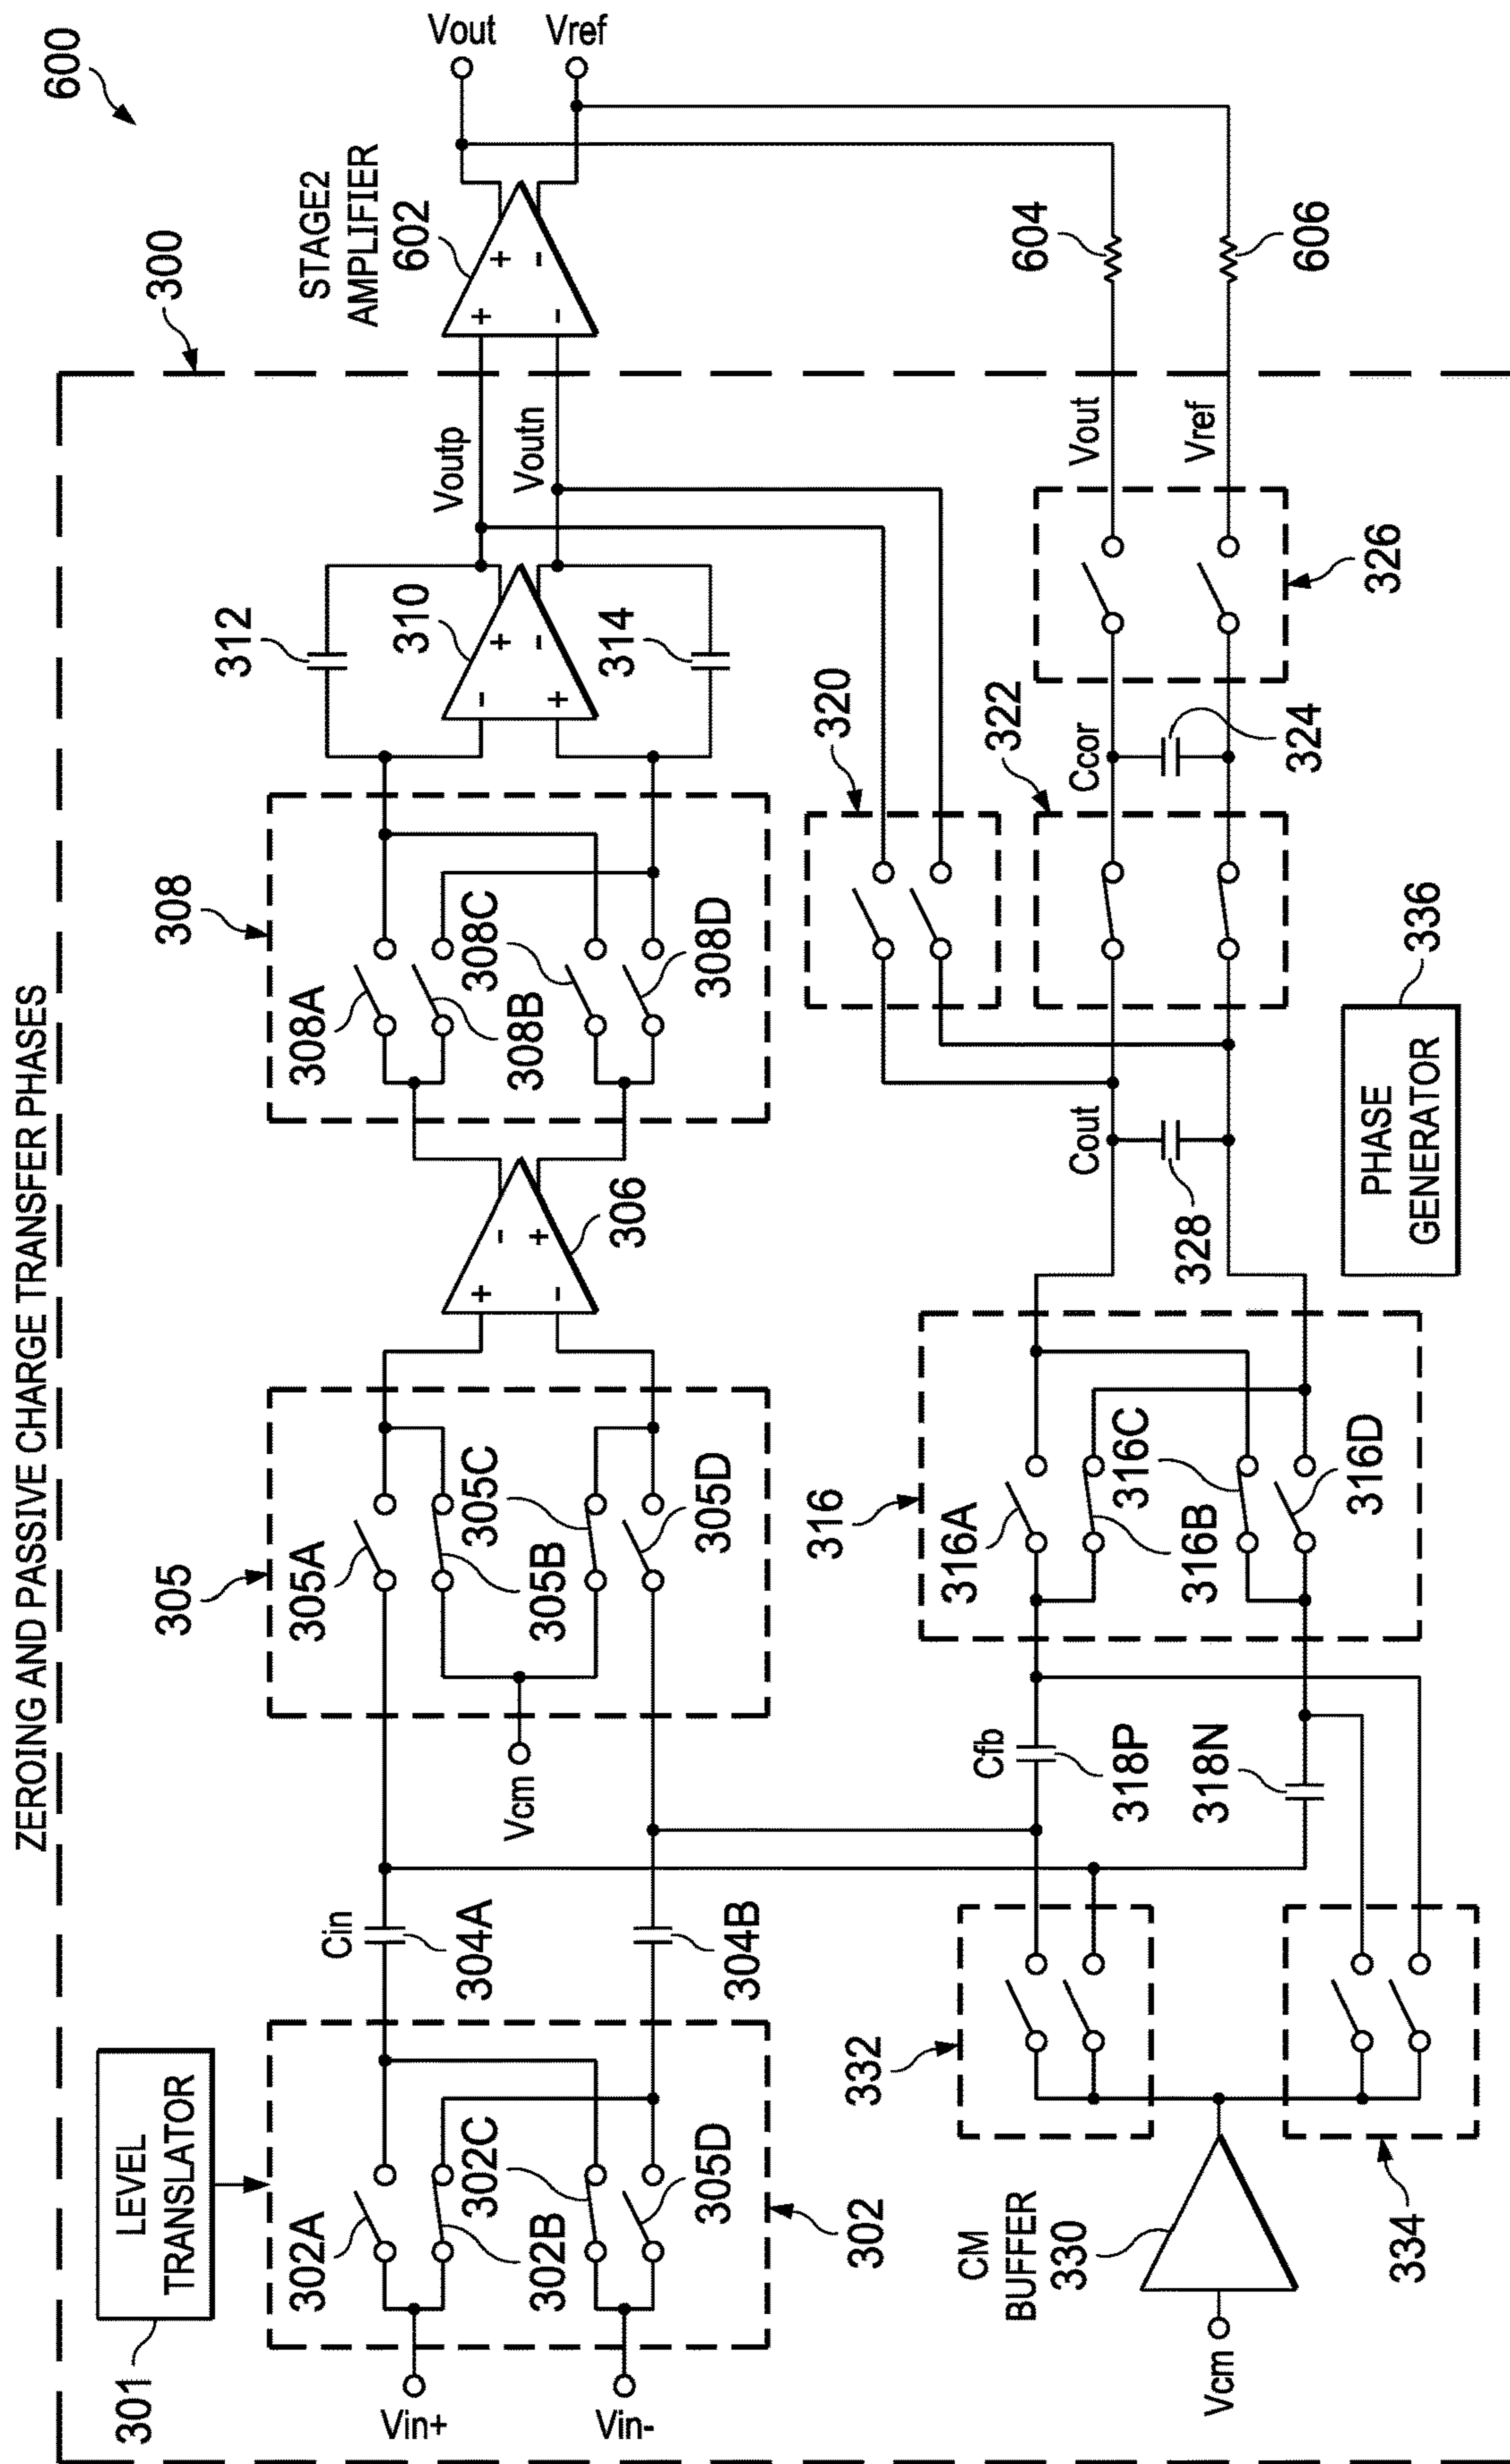 600
ZEROING AND PASSIVE CHARGE TRANSFER PHASES
300
301
LEVEL
TRANSLATOR
Vin+
Vin-
302A
302B
302C
305D
302
Cin
304A
304B
305
305A
305B
305C
305D
Vcm
306
308
308A
308B
308C
308D
312
310
314
Voutp
Voutn
STAGE2
AMPLIFIER
602
Vout
Vref
Vcm
CM
BUFFER
330
332
334
Cfb
318P
318N
316
316A
316B
316C
316D
Cout
328
320
322
Ccor
324
326
Vout
Vref
604
606
PHASE
GENERATOR
336
+
-
-
+
-
+
+
-
+
-
+
-